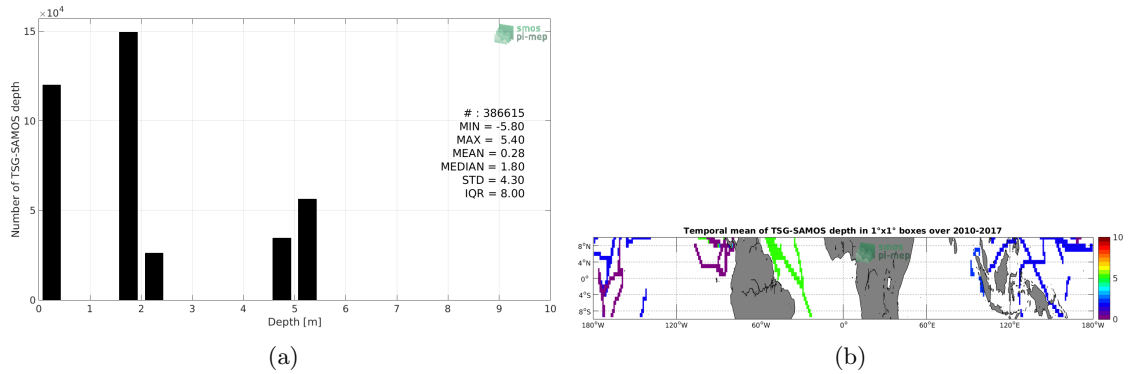 ×10⁴
15
10
5
0
Number of TSG-SAMOS depth
smos
pi-mep
# : 386615
MIN = -5.80
MAX = 5.40
MEAN = 0.28
MEDIAN = 1.80
STD = 4.30
IQR = 8.00
0 1 2 3 4 5 6 7 8 9 10
Depth [m]
(a)
Temporal mean of TSG-SAMOS depth in 1°x1° boxes over 2010-2017
smos
pi-mep
8°N
4°N
0°
4°S
8°S
180°W 120°W 60°W 0° 60°E 120°E 180°W
10
5
0
(b)